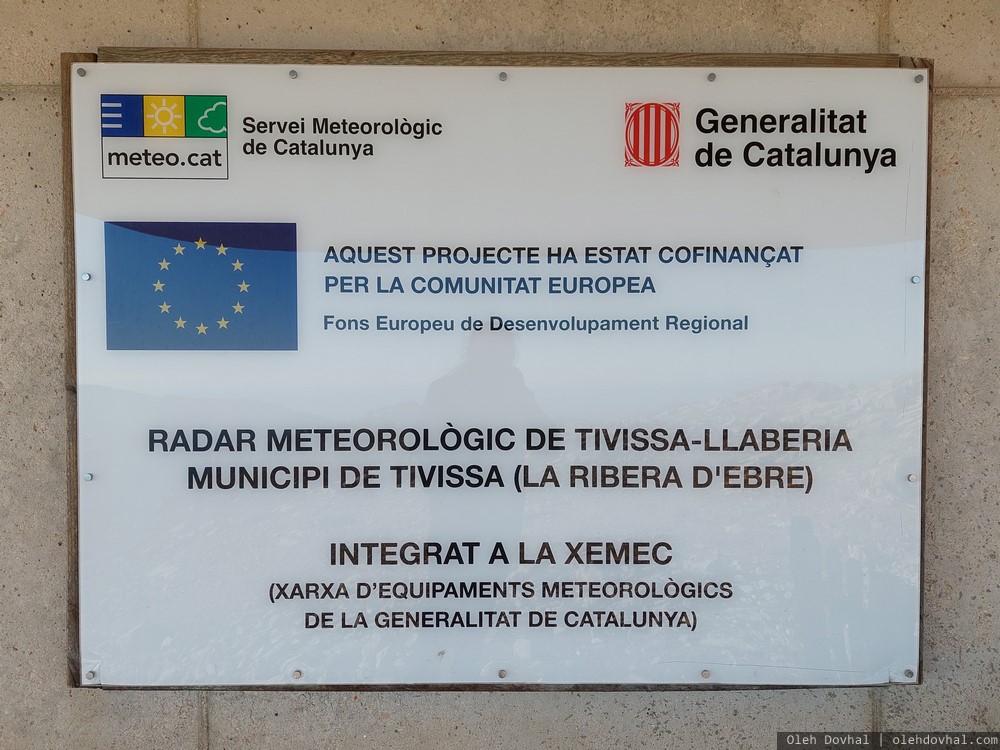 meteo.cat
Servei Meteorològic
de Catalunya
Generalitat
de Catalunya
AQUEST PROJECTE HA ESTAT COFINANÇAT
PER LA COMUNITAT EUROPEA
Fons Europeu de Desenvolupament Regional
RADAR METEOROLÒGIC DE TIVISSA-LLABERIA
MUNICIPI DE TIVISSA (LA RIBERA D'EBRE)
INTEGRAT A LA XEMEC
(XARXA D’EQUIPAMENTS METEOROLÒGICS
DE LA GENERALITAT DE CATALUNYA)
Oleh Dovhal | olehdovhal.com